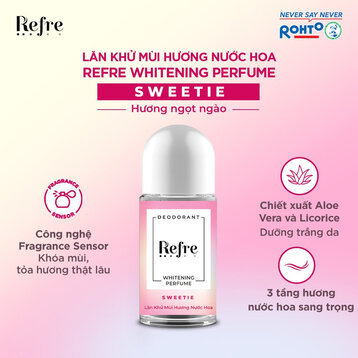 Refre
NEVER SAY NEVER
ROHTO
LĂN KHỬ MÙI HƯƠNG NƯỚC HOA
REFRE WHITENING PERFUME
SWEETIE
Hương ngọt ngào
FRAGRANCE
SENSOR
Công nghệ
Fragrance Sensor
Khóa mùi,
tỏa hương thật lâu
DEODORANT
Refre
WHITENING
PERFUME
SWEETIE
Lăn Khử Mùi Hương Nước Hoa
Chiết xuất Aloe
Vera và Licorice
Dưỡng trắng da
3 tầng hương
nước hoa sang trọng